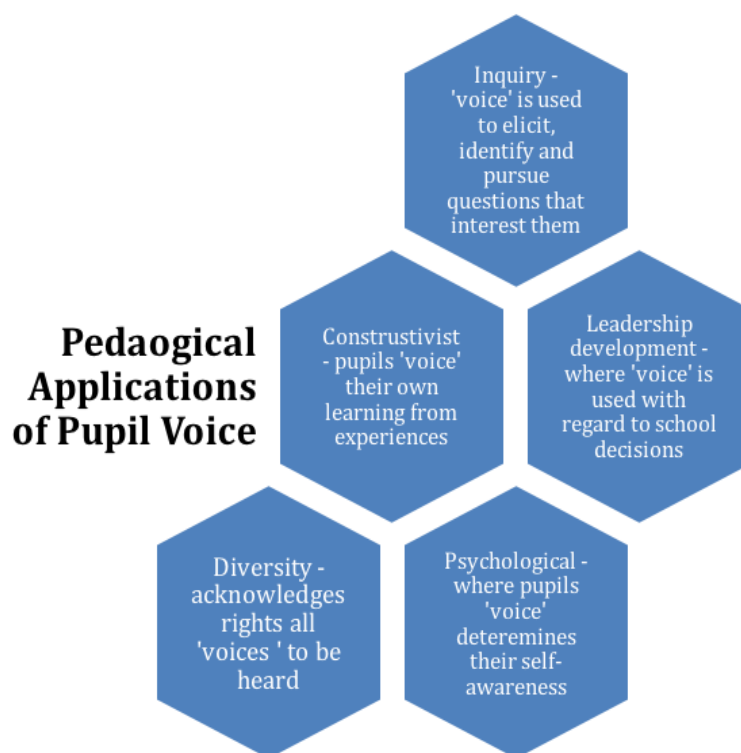 Inquiry -
'voice' is used
to elicit,
identify and
pursue
questions that
interest them
Pedaogical
Applications
of Pupil Voice
Construstivist
- pupils 'voice'
their own
learning from
experiences
Leadership
development -
where 'voice' is
used with
regard to school
decisions
Diversity -
acknowledges
rights all
'voices ' to be
heard
Psychological -
where pupils
'voice'
deteremines
their self-
awareness